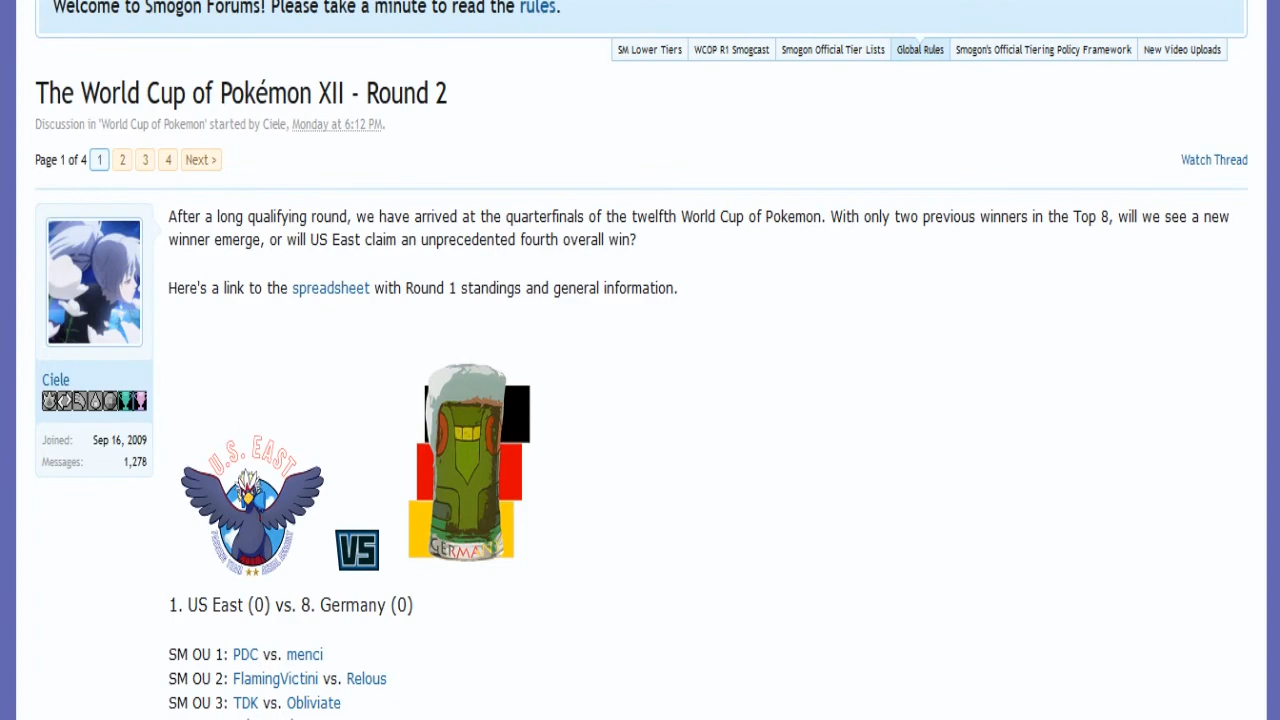 Welcome to Smogon Forums! Please take a minute to read the rules.
SM Lower Tiers WCOP R1 Smogcast Smogon Official Tier Lists Global Rules Smogon's Official Tiering Policy Framework New Video Uploads
The World Cup of Pokémon XII - Round 2
Discussion in 'World Cup of Pokemon' started by Ciele, Monday at 6:12 PM.
Page 1 of 4 1 2 3 4 Next >
Watch Thread
After a long qualifying round, we have arrived at the quarterfinals of the twelfth World Cup of Pokemon. With only two previous winners in the Top 8, will we see a new
winner emerge, or will US East claim an unprecedented fourth overall win?
Here's a link to the spreadsheet with Round 1 standings and general information.
Ciele
Joined: Sep 16, 2009
Messages: 1,278
U.S. EAST
VS
GERMANY
1. US East (0) vs. 8. Germany (0)
SM OU 1: PDC vs. menci
SM OU 2: FlamingVictini vs. Relous
SM OU 3: TDK vs. Obliviate